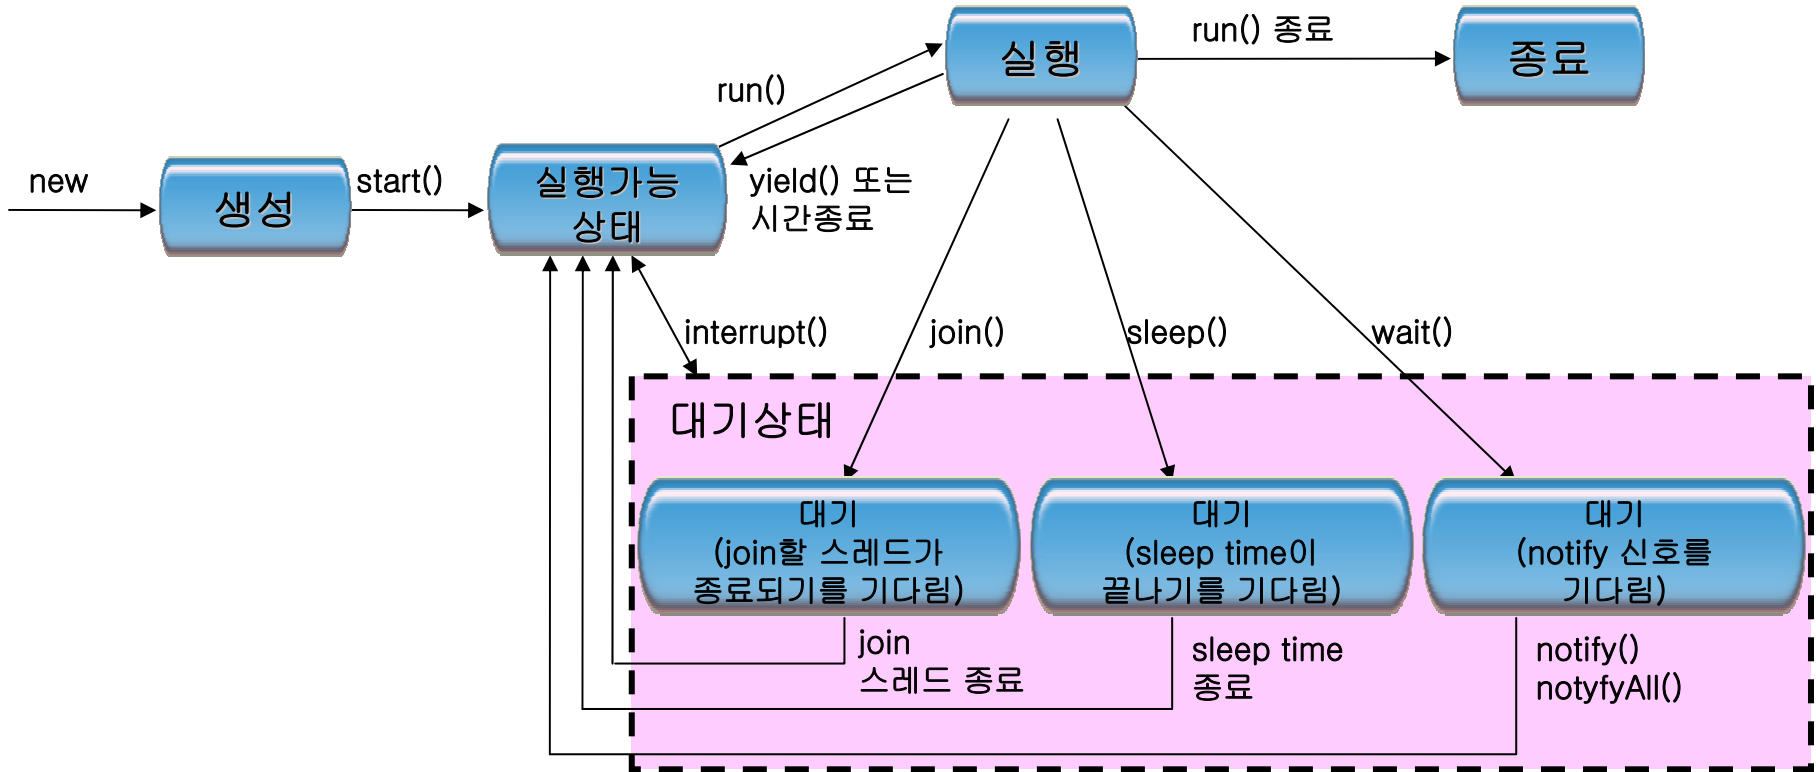 run() 종료
실행
종료
run()
new
생성
start()
실행가능
상태
yield() 또는
시간종료
interrupt()
join()
sleep()
wait()
대기상태
대기
(join할 스레드가
종료되기를 기다림)
대기
(sleep time이
끝나기를 기다림)
대기
(notify 신호를
기다림)
join
스레드 종료
sleep time
종료
notify()
notyfyAll()